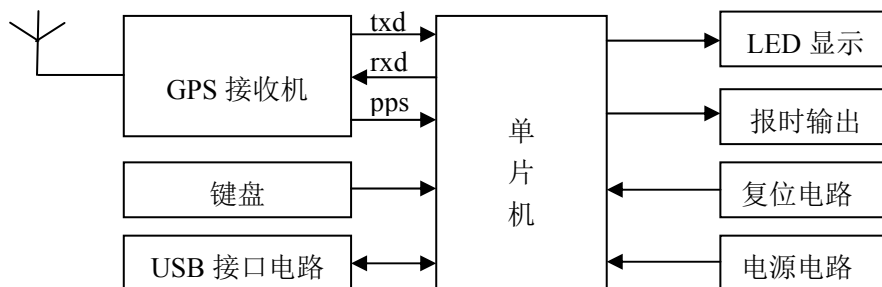 txd
rxd
pps
GPS 接收机
键盘
USB 接口电路
单
片
机
LED 显示
报时输出
复位电路
电源电路